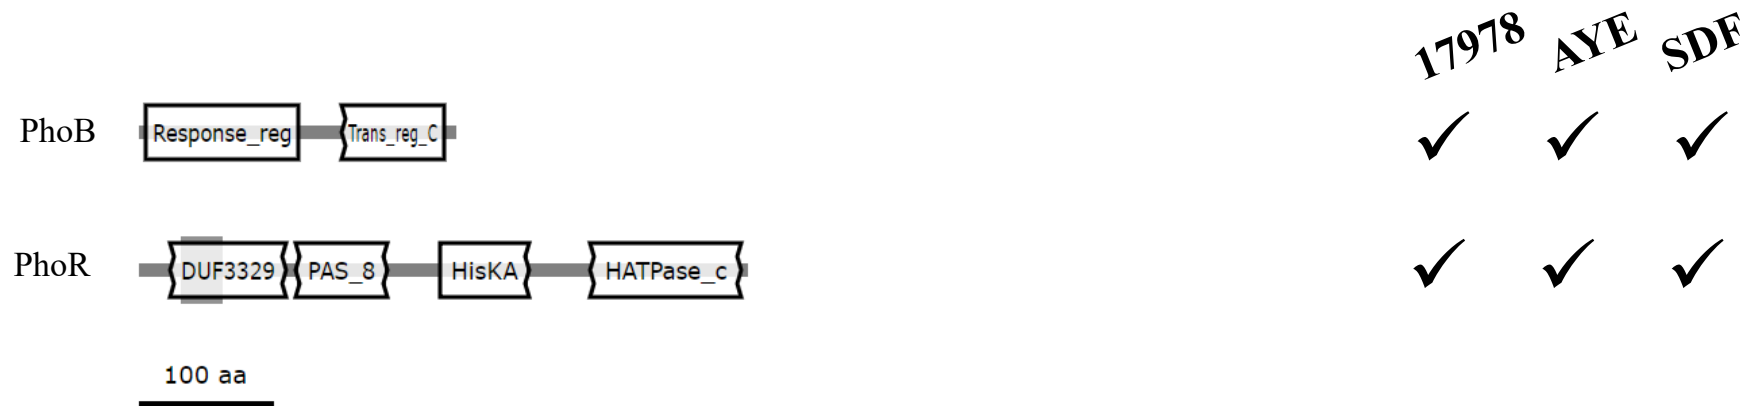 17978 AYE SDF
PhoB Response_reg Trans_reg_C
PhoR DUF3329 PAS_8 HisKA HATPase_c
100 aa